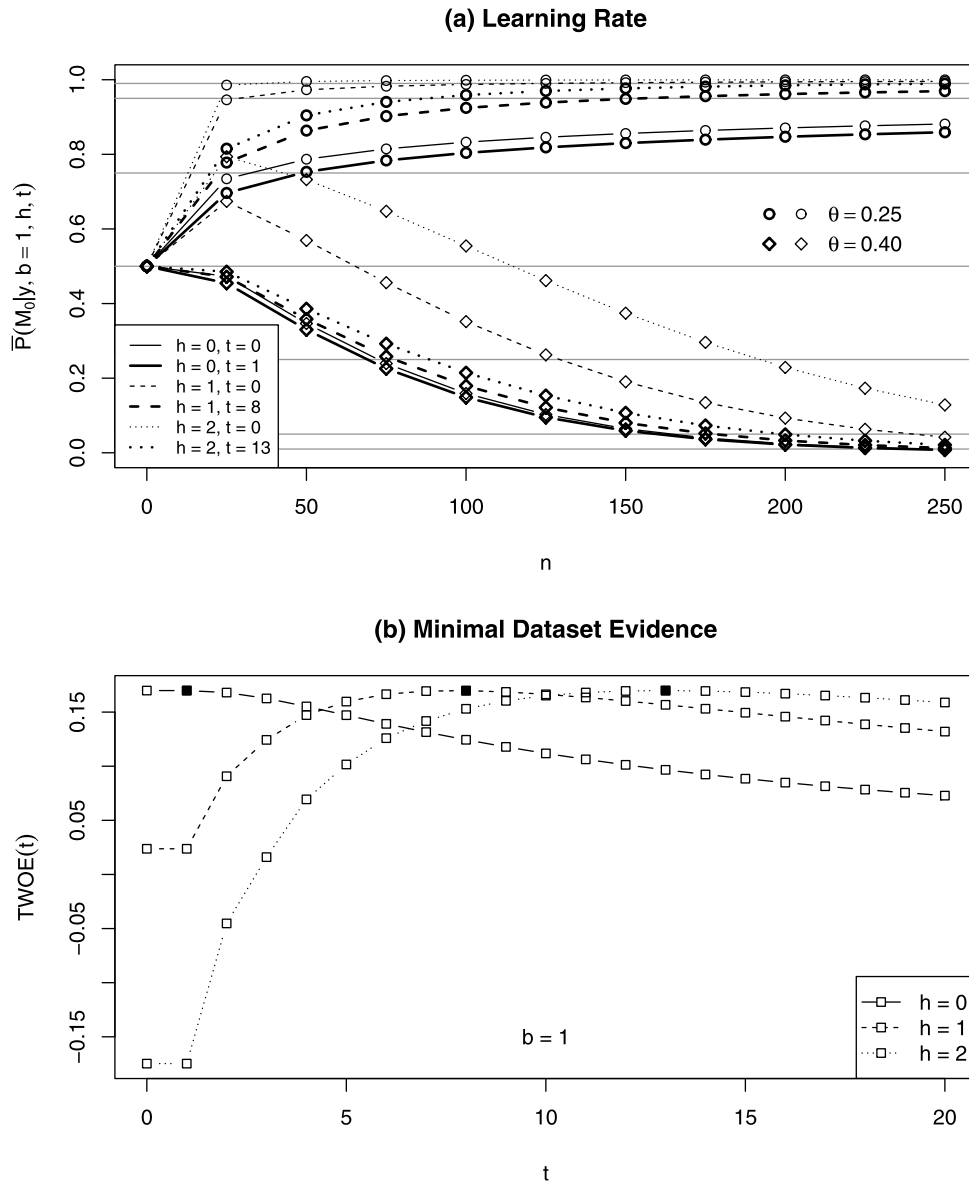 (a) Learning Rate
P̅(M₀|y, b = 1, h, t)
1.0
0.8
0.6
0.4
0.2
0.0
θ = 0.25
θ = 0.40
h = 0, t = 0
h = 0, t = 1
h = 1, t = 0
h = 1, t = 8
h = 2, t = 0
h = 2, t = 13
0 50 100 150 200 250
n
(b) Minimal Dataset Evidence
TWOE(t)
0.15
0.05
−0.05
−0.15
b = 1
h = 0
h = 1
h = 2
0 5 10 15 20
t